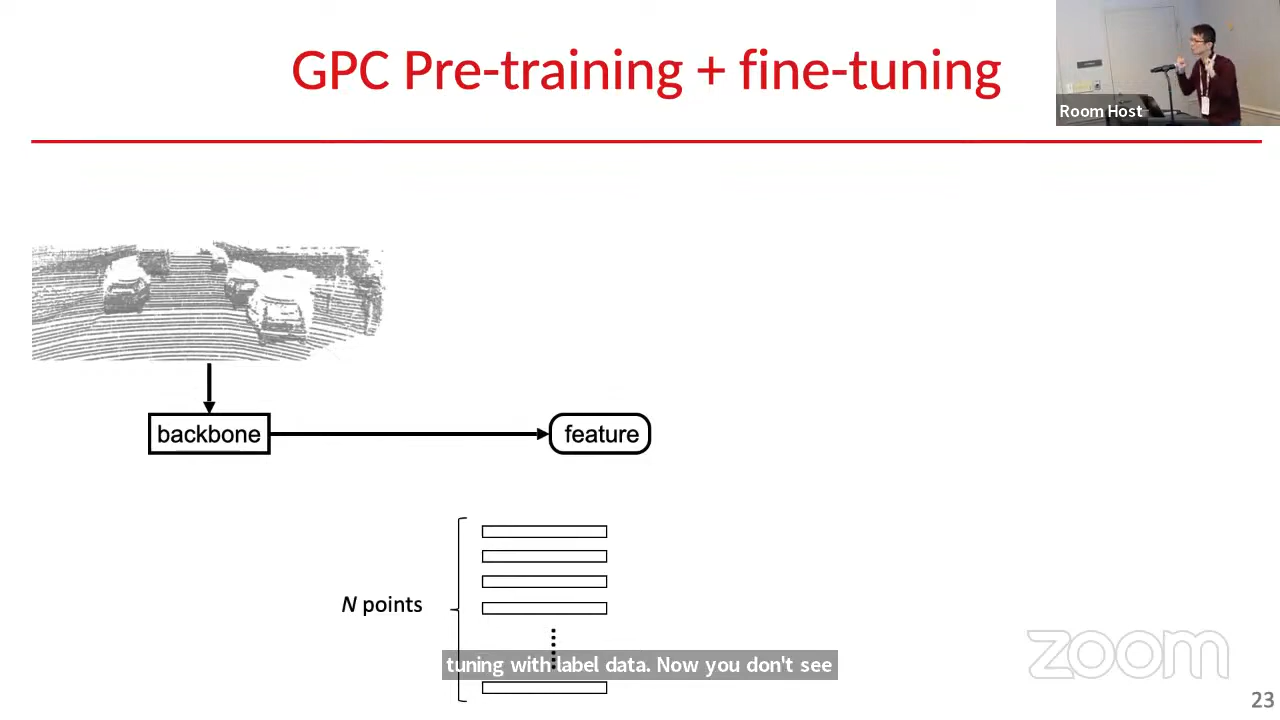 GPC Pre-training + fine-tuning
Room Host
backbone
feature
N points
tuning with label data. Now you don't see
zoom
23